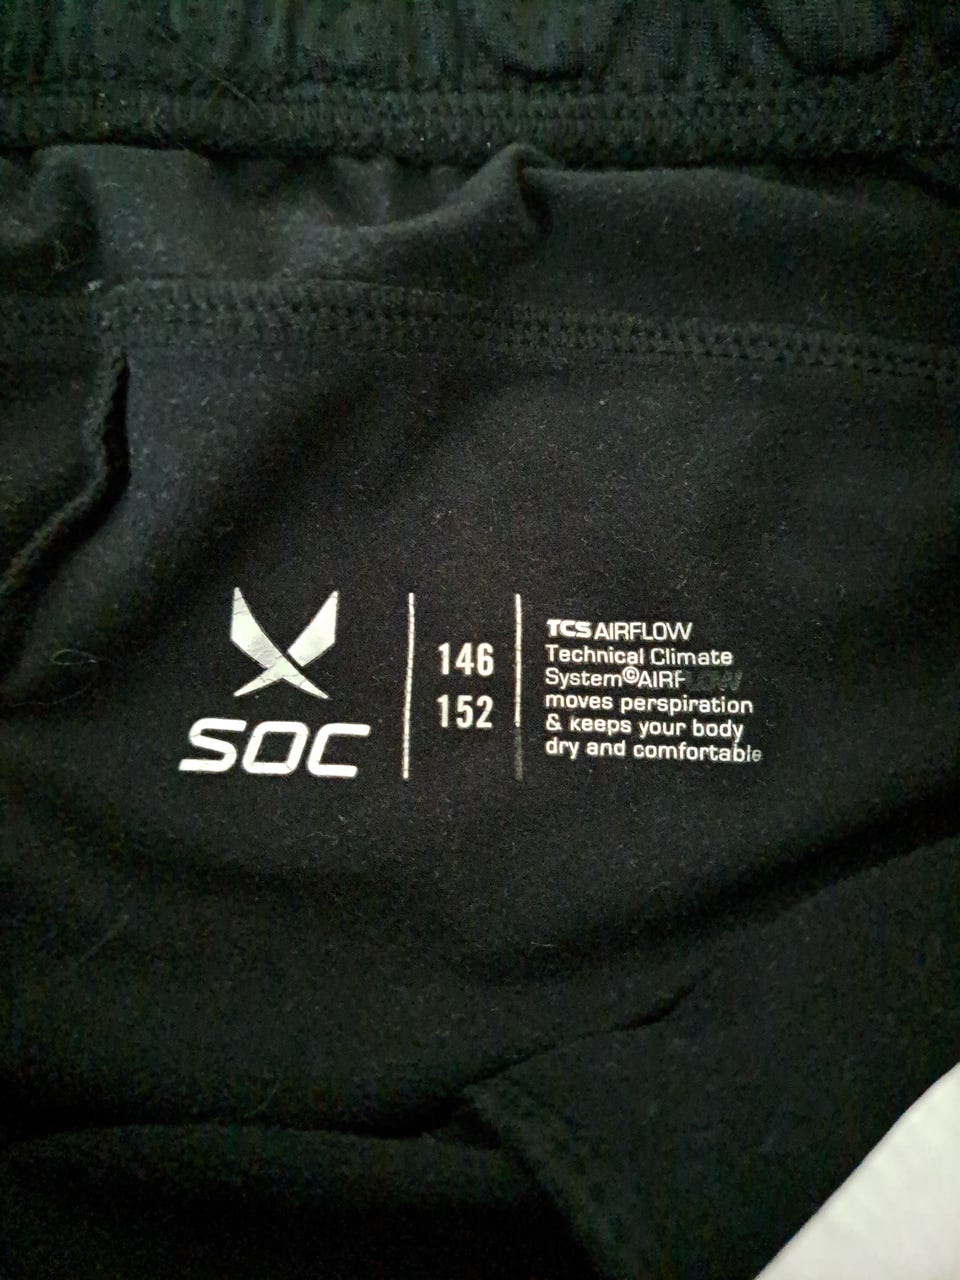 SOC
146
152
TCS AIRFLOW
Technical Climate
System©AIRFLOW
moves perspiration
& keeps your body
dry and comfortable